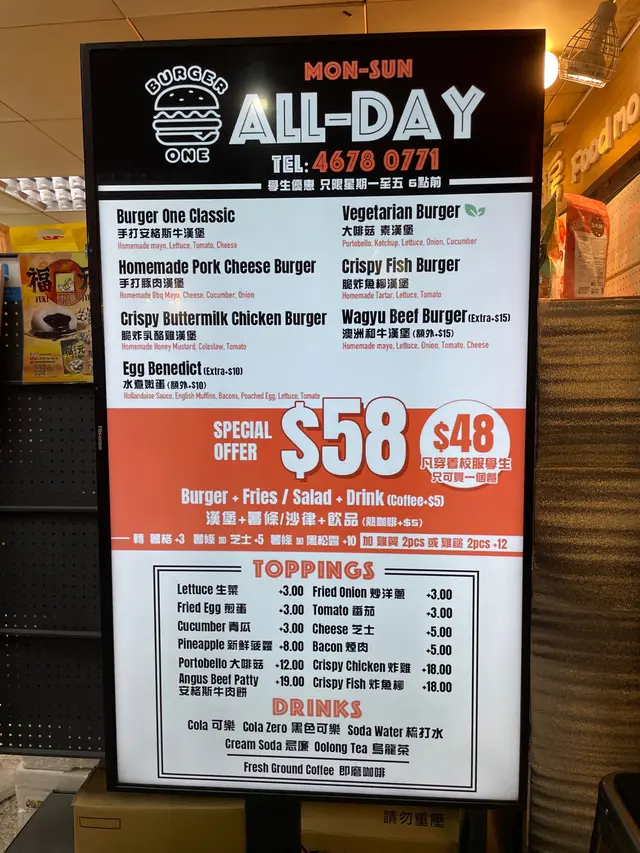 BURGER
ONE
MON-SUN
ALL-DAY
TEL: 4678 0771
學生優惠 只限星期一至五 6點前
Burger One Classic
手打安格斯牛漢堡
Homemade mayo, Lettuce, Tomato, Cheese
Homemade Pork Cheese Burger
手打豚肉漢堡
Homemade Bbq Mayo, Cheese, Cucumber, Onion
Crispy Buttermilk Chicken Burger
脆炸乳酪雞漢堡
Homemade Honey Mustard, Coleslaw, Tomato
Egg Benedict (Extra+$10)
水煮嫩蛋 (額外+$10)
Hollandaise Sauce, English Muffins, Bacons, Poached Egg, Lettuce, Tomato
Vegetarian Burger
大啡菇 素漢堡
Portobello, Ketchup, Lettuce, Onion, Cucumber
Crispy Fish Burger
脆炸魚柳漢堡
Homemade Tartar, Lettuce, Tomato
Wagyu Beef Burger (Extra+$15)
澳洲和牛漢堡 (額外+$15)
Homemade mayo, Lettuce, Onion, Tomato, Cheese
SPECIAL
OFFER
$58
$48
凡穿着校服學生
只可買一個餐
Burger + Fries / Salad + Drink (Coffee+$5)
漢堡+薯條/沙律+飲品 (熱咖啡+$5)
轉 薯格 +3 薯條 加 芝士 +5 薯條 加 黑松露 +10 加 雞翼 2pcs 或 雞鎚 2pcs +12
TOPPINGS
Lettuce 生菜 +3.00
Fried Egg 煎蛋 +3.00
Cucumber 青瓜 +3.00
Pineapple 新鮮菠蘿 +8.00
Portobello 大啡菇 +12.00
Angus Beef Patty +19.00
安格斯牛肉餅
Fried Onion 炒洋蔥 +3.00
Tomato 番茄 +3.00
Cheese 芝士 +5.00
Bacon 煙肉 +5.00
Crispy Chicken 炸雞 +18.00
Crispy Fish 炸魚柳 +18.00
DRINKS
Cola 可樂 Cola Zero 黑色可樂 Soda Water 梳打水
Cream Soda 忌廉 Oolong Tea 烏龍茶
Fresh Ground Coffee 即磨咖啡
Hisense
福
Food
請勿重壓